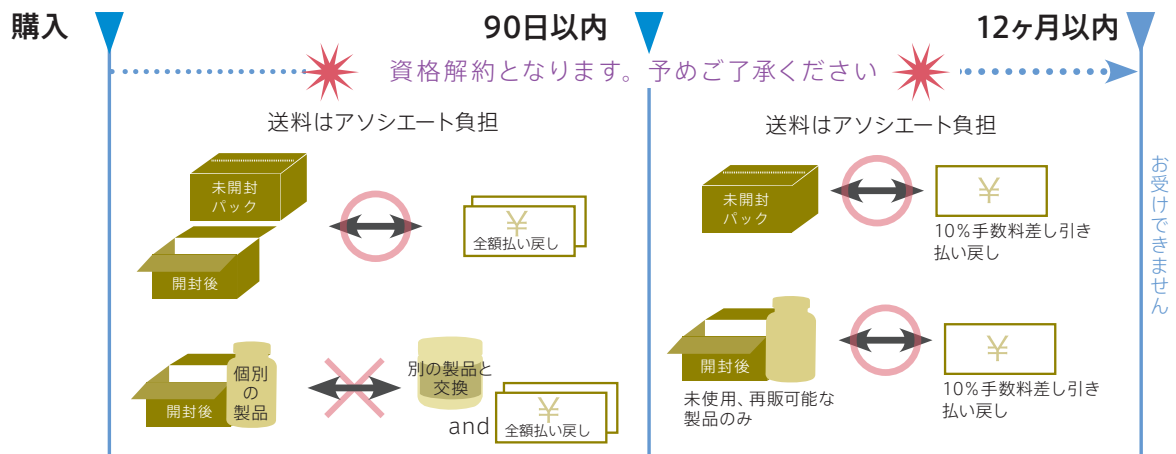 購入
90日以内
12ヶ月以内
資格解約となります。予めご了承ください
送料はアソシエート負担
未開封
パック
開封後
¥
全額払い戻し
個別
の
製品
開封後
別の製品と
交換
and
¥
全額払い戻し
送料はアソシエート負担
未開封
パック
¥
10%手数料差し引き
払い戻し
開封後
未使用、再販可能な
製品のみ
¥
10%手数料差し引き
払い戻し
お受けできません